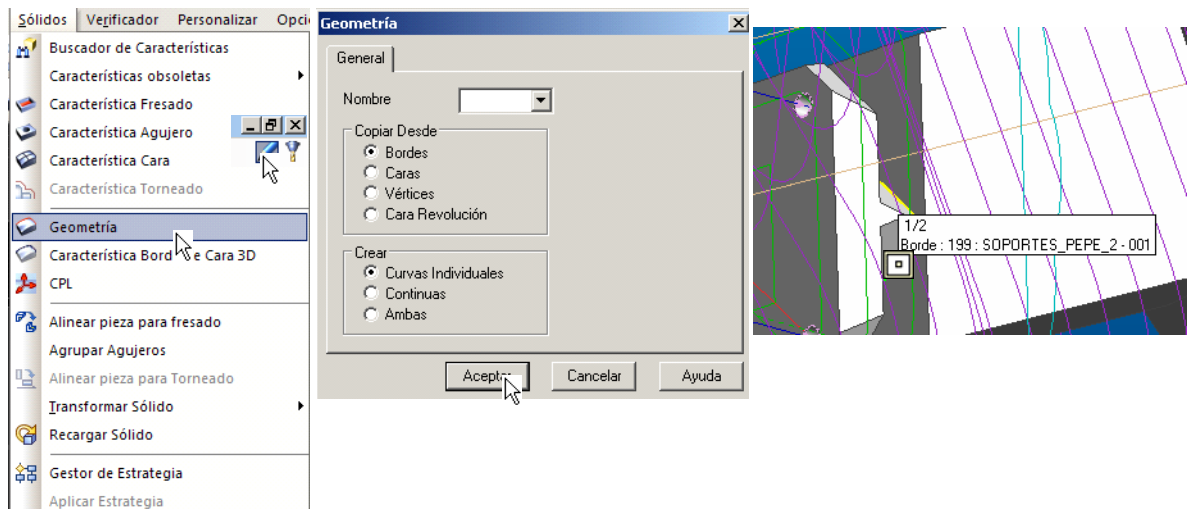 Sólidos Verificador Personalizar Opci
Buscador de Características
Características obsoletas
Característica Fresado
Característica Agujero
Característica Cara
Característica Torneado
Geometría
Característica Bord e Cara 3D
CPL
Alinear pieza para fresado
Agrupar Agujeros
Alinear pieza para Torneado
Transformar Sólido
Recargar Sólido
Gestor de Estrategia
Aplicar Estrategia
Geometría
General
Nombre
Copiar Desde
Bordes
Caras
Vértices
Cara Revolución
Crear
Curvas Individuales
Continuas
Ambas
Aceptar Cancelar Ayuda
1/2
Borde : 199 : SOPORTES_PEPE_2 - 001